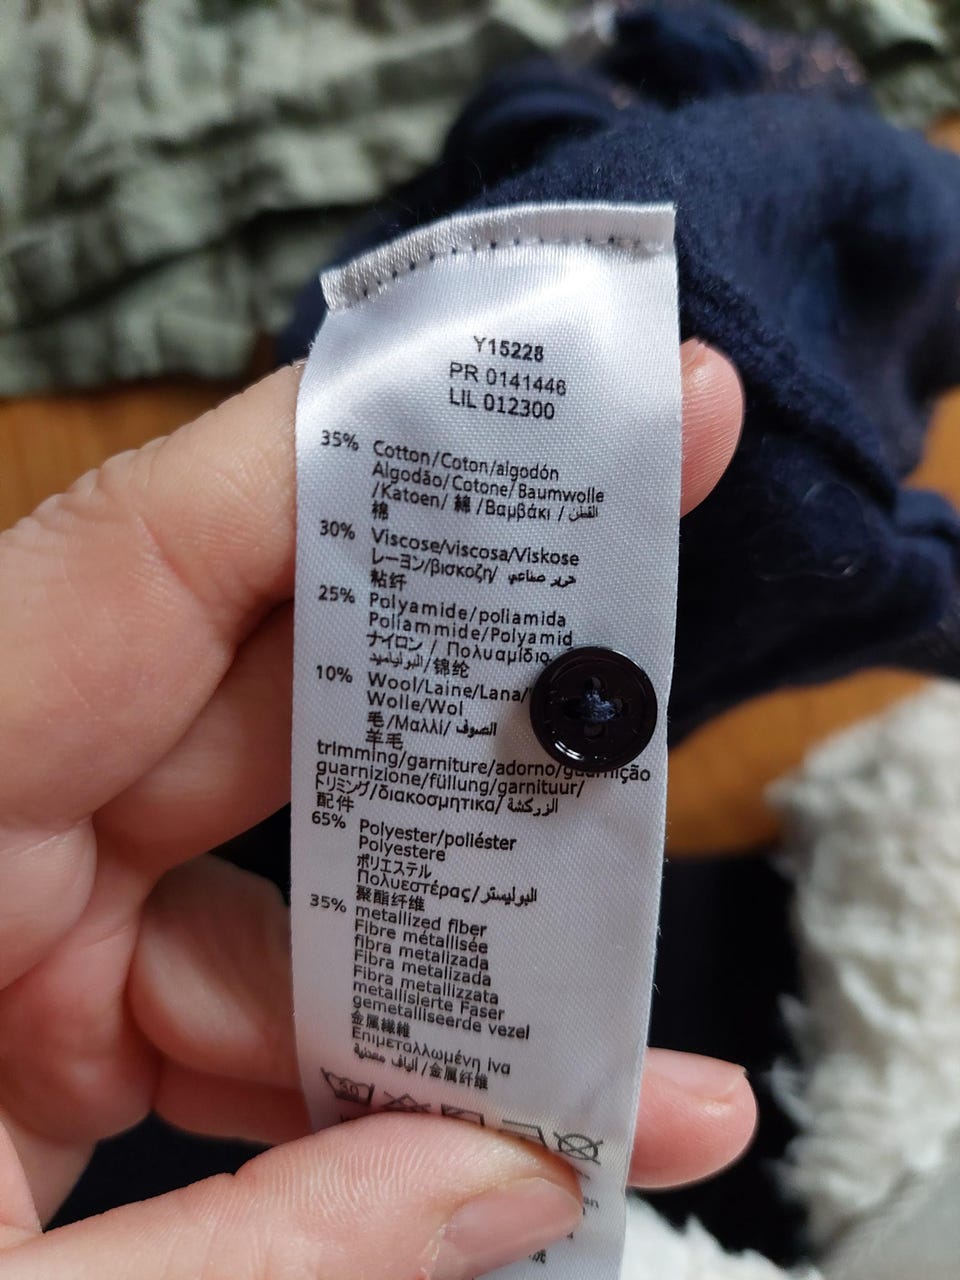 Y15228
PR 0141446
LIL 012300
35% Cotton/Coton/algodón
Algodão/Cotone/Baumwolle
/Katoen/ 綿 /Βαμβάκι / القطن
棉
30% Viscose/viscosa/Viskose
レーヨン/βισκοζη/ حرير صناعي
粘纤
25% Polyamide/poliamida
Poliammide/Polyamid
ナイロン / Πολυαμίδιο
البولياميد/锦纶
10% Wool/Laine/Lana/
Wolle/Wol
毛/Μαλλί/ الصوف
羊毛
trimming/garniture/adorno/guarnição
guarnizione/füllung/garnituur/
トリミング/διακοσμητικα/ الزركشة
配件
65% Polyester/poliéster
Polyestere
ポリエステル
Πολυεστέρας/البوليستر
聚酯纤维
35% metallized fiber
Fibre métallisée
fibra metalizada
Fibra metalizada
Fibra metallizzata
metallisierte Faser
gemetalliseerde vezel
金属繊維
Επιμεταλλωμένη ίνα
ألياف معدنية /金属纤维
30